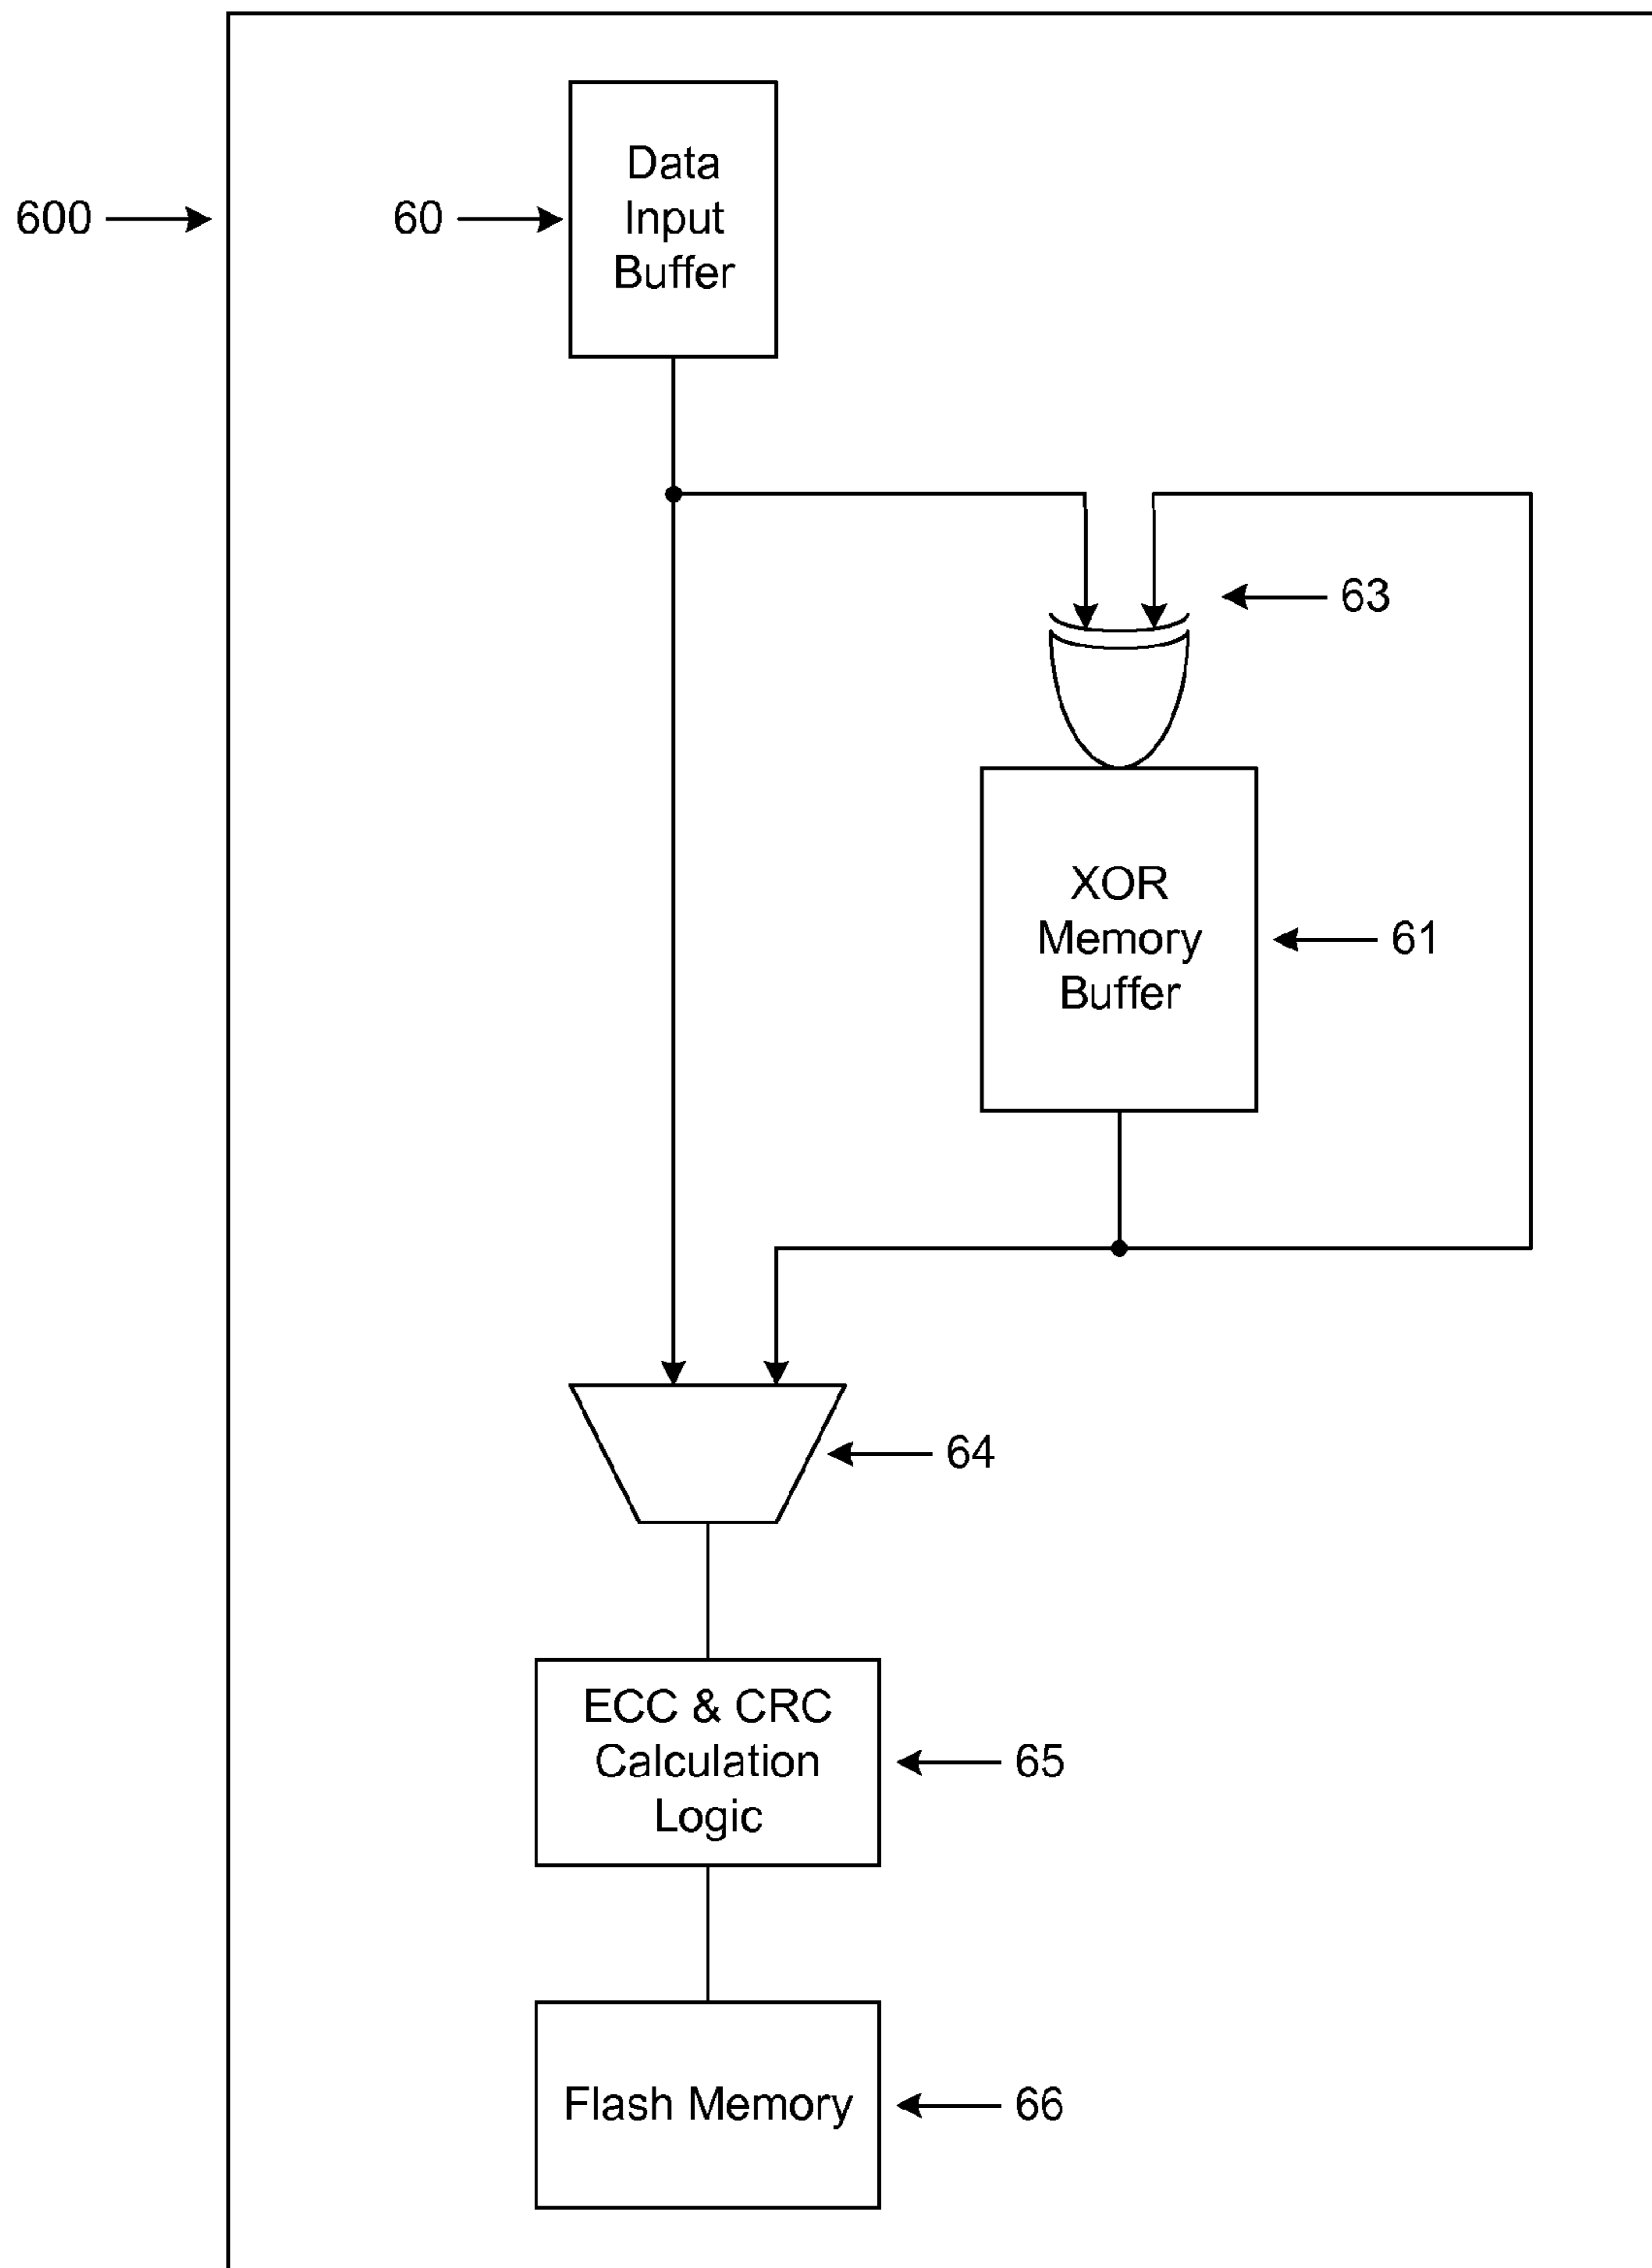 600
60
Data
Input
Buffer
63
XOR
Memory
Buffer
61
64
ECC & CRC
Calculation
Logic
65
Flash Memory
66